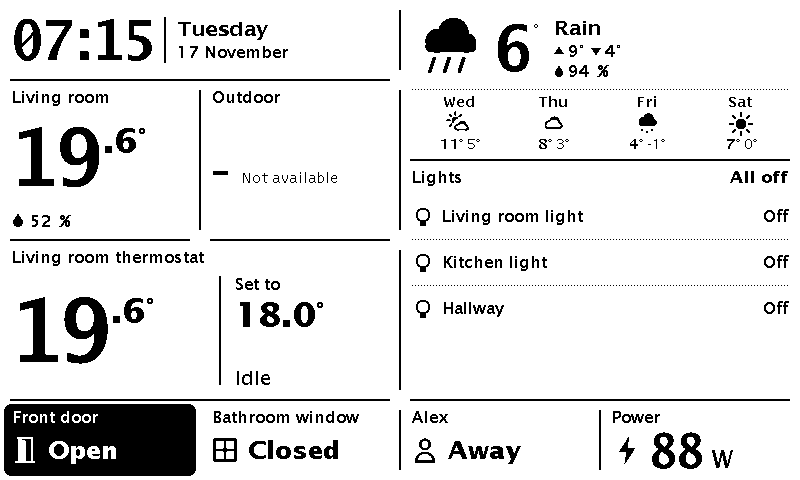 07:15
Tuesday
17 November
6°
Rain
▲9° ▼4°
94 %
Living room
19.6°
52 %
Outdoor
– Not available
Wed
11° 5°
Thu
8° 3°
Fri
4° -1°
Sat
7° 0°
Lights
All off
Living room light
Off
Kitchen light
Off
Hallway
Off
Living room thermostat
19.6°
Set to
18.0°
Idle
Front door
Open
Bathroom window
Closed
Alex
Away
Power
88 W